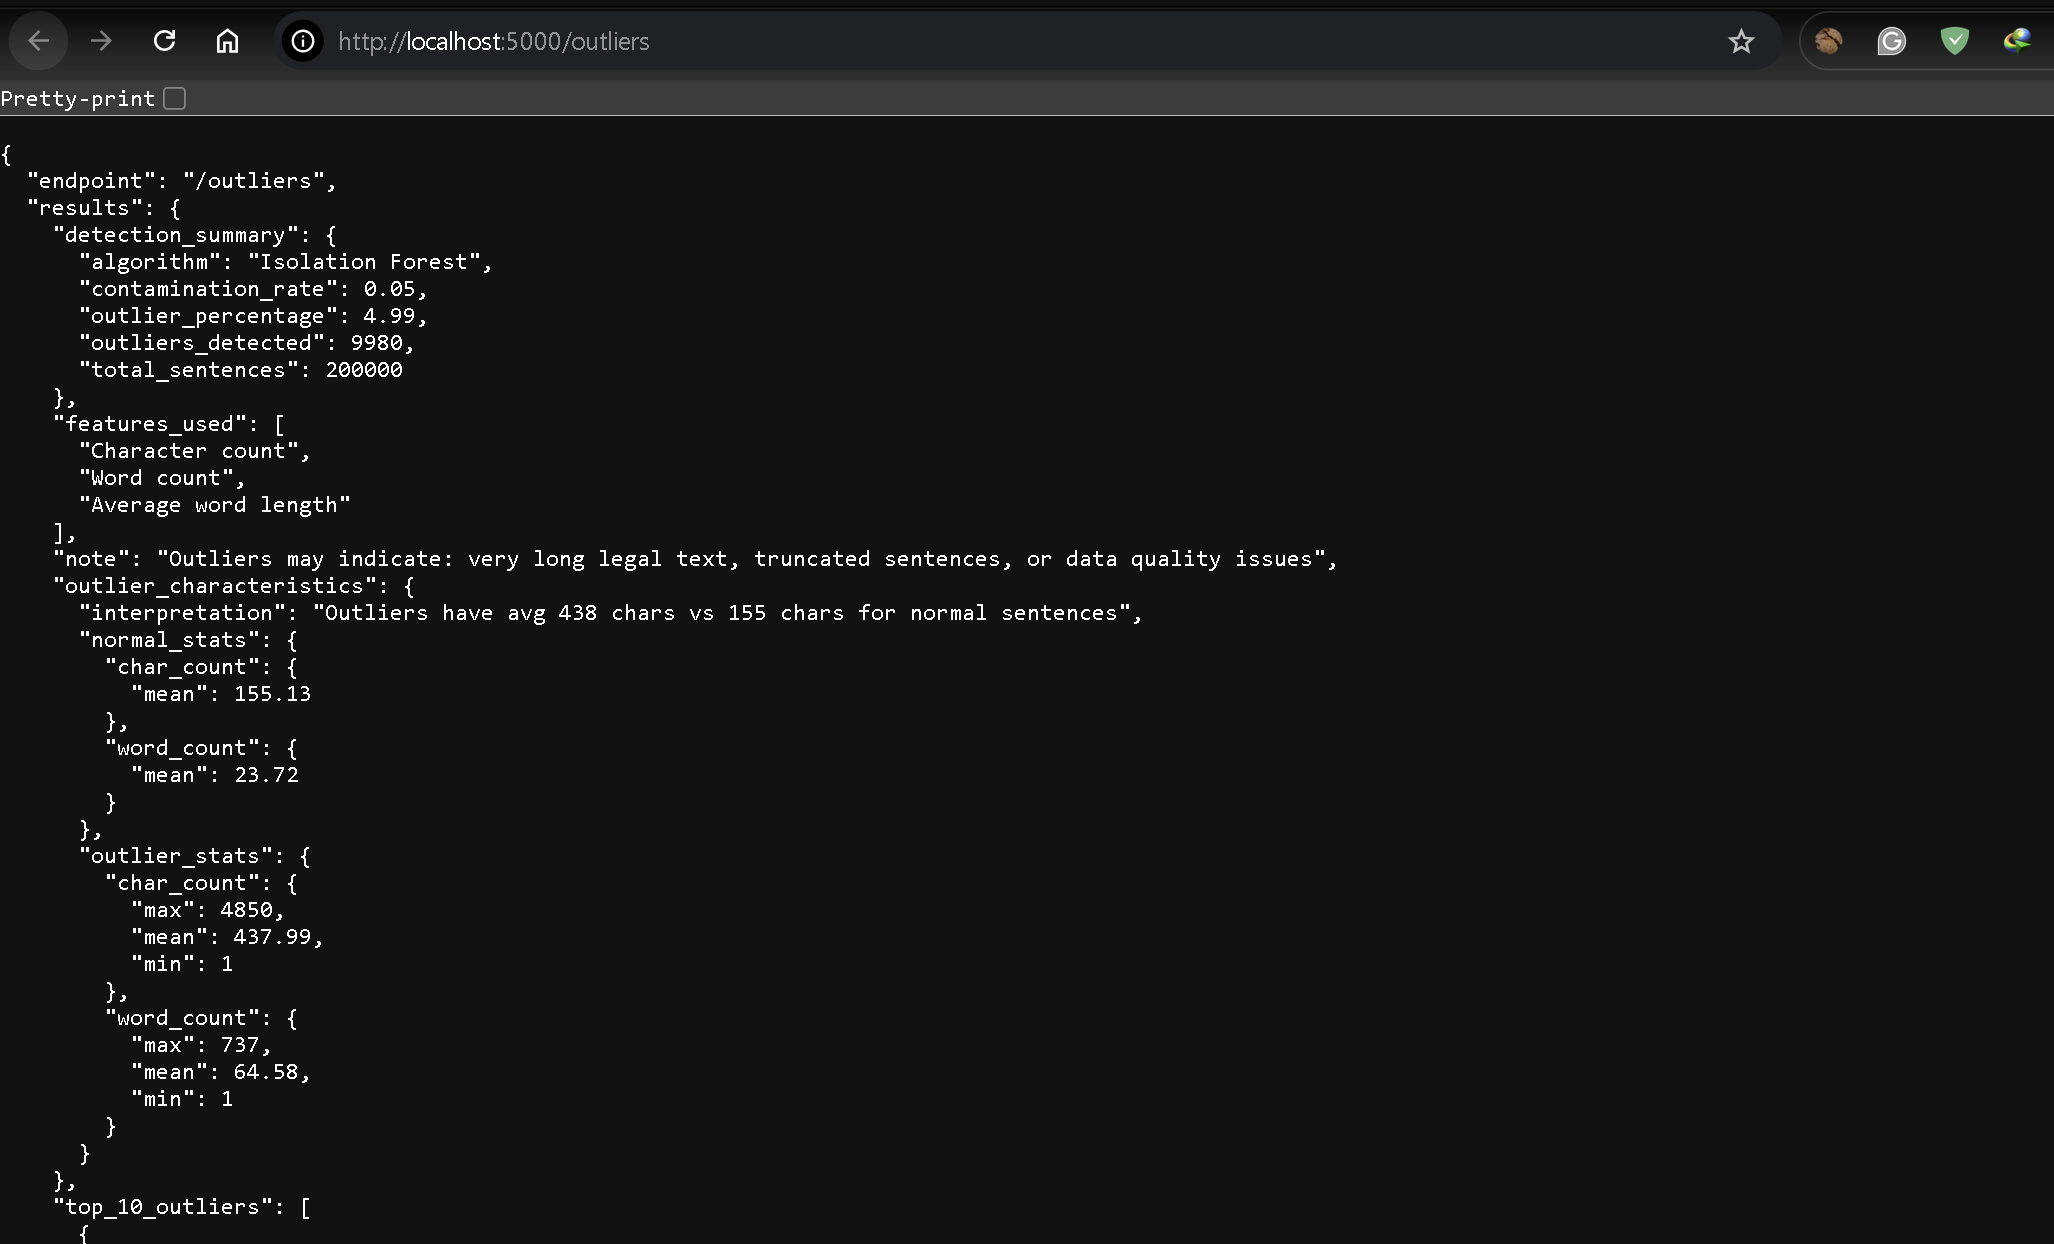 http://localhost:5000/outliers
Pretty-print
{
  "endpoint": "/outliers",
  "results": {
    "detection_summary": {
      "algorithm": "Isolation Forest",
      "contamination_rate": 0.05,
      "outlier_percentage": 4.99,
      "outliers_detected": 9980,
      "total_sentences": 200000
    },
    "features_used": [
      "Character count",
      "Word count",
      "Average word length"
    ],
    "note": "Outliers may indicate: very long legal text, truncated sentences, or data quality issues",
    "outlier_characteristics": {
      "interpretation": "Outliers have avg 438 chars vs 155 chars for normal sentences",
      "normal_stats": {
        "char_count": {
          "mean": 155.13
        },
        "word_count": {
          "mean": 23.72
        }
      },
      "outlier_stats": {
        "char_count": {
          "max": 4850,
          "mean": 437.99,
          "min": 1
        },
        "word_count": {
          "max": 737,
          "mean": 64.58,
          "min": 1
        }
      }
    },
    "top_10_outliers": [
      {